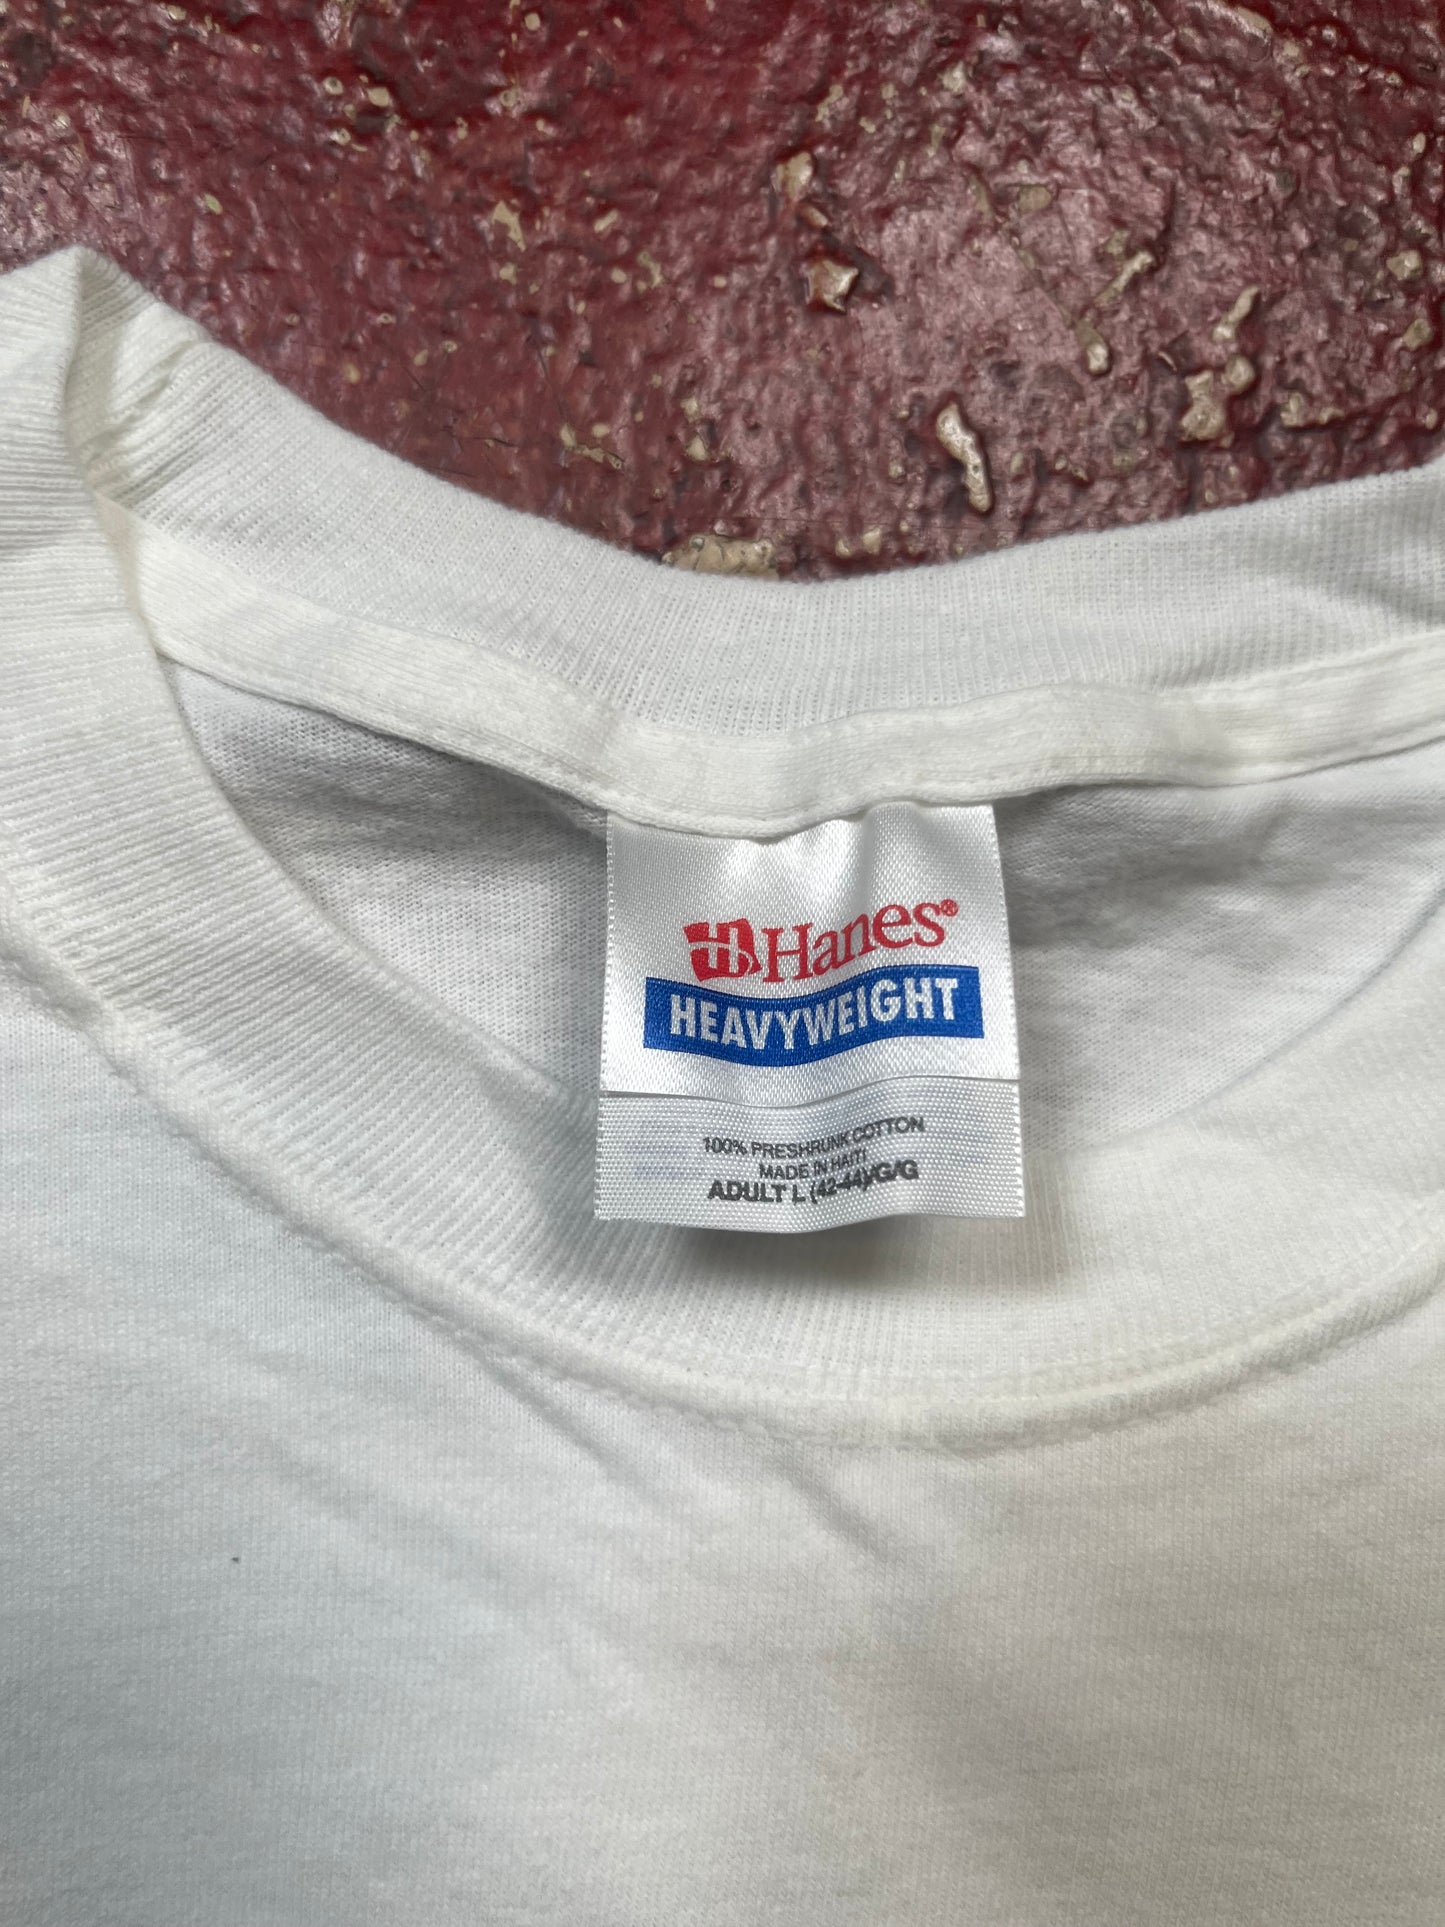 Hanes®
HEAVYWEIGHT
100% PRESHRUNK COTTON
MADE IN HAITI
ADULT L (42-44)/G/G